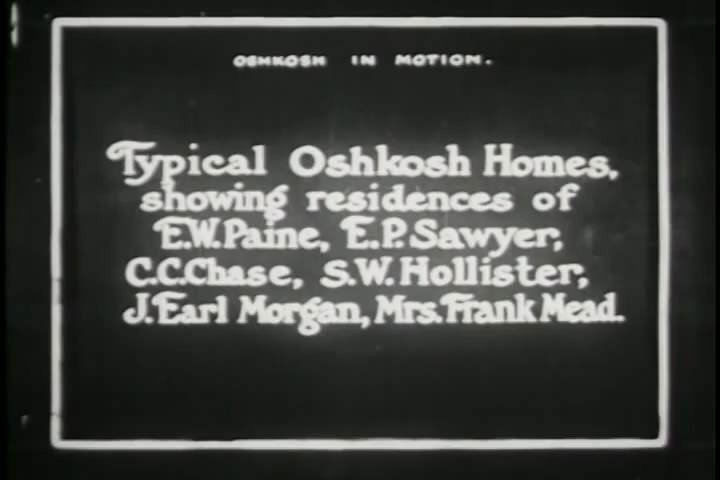 OSHKOSH IN MOTION.
Typical Oshkosh Homes,
showing residences of
E.W. Paine, E.P. Sawyer,
C.C. Chase, S.W. Hollister,
J. Earl Morgan, Mrs. Frank Mead.